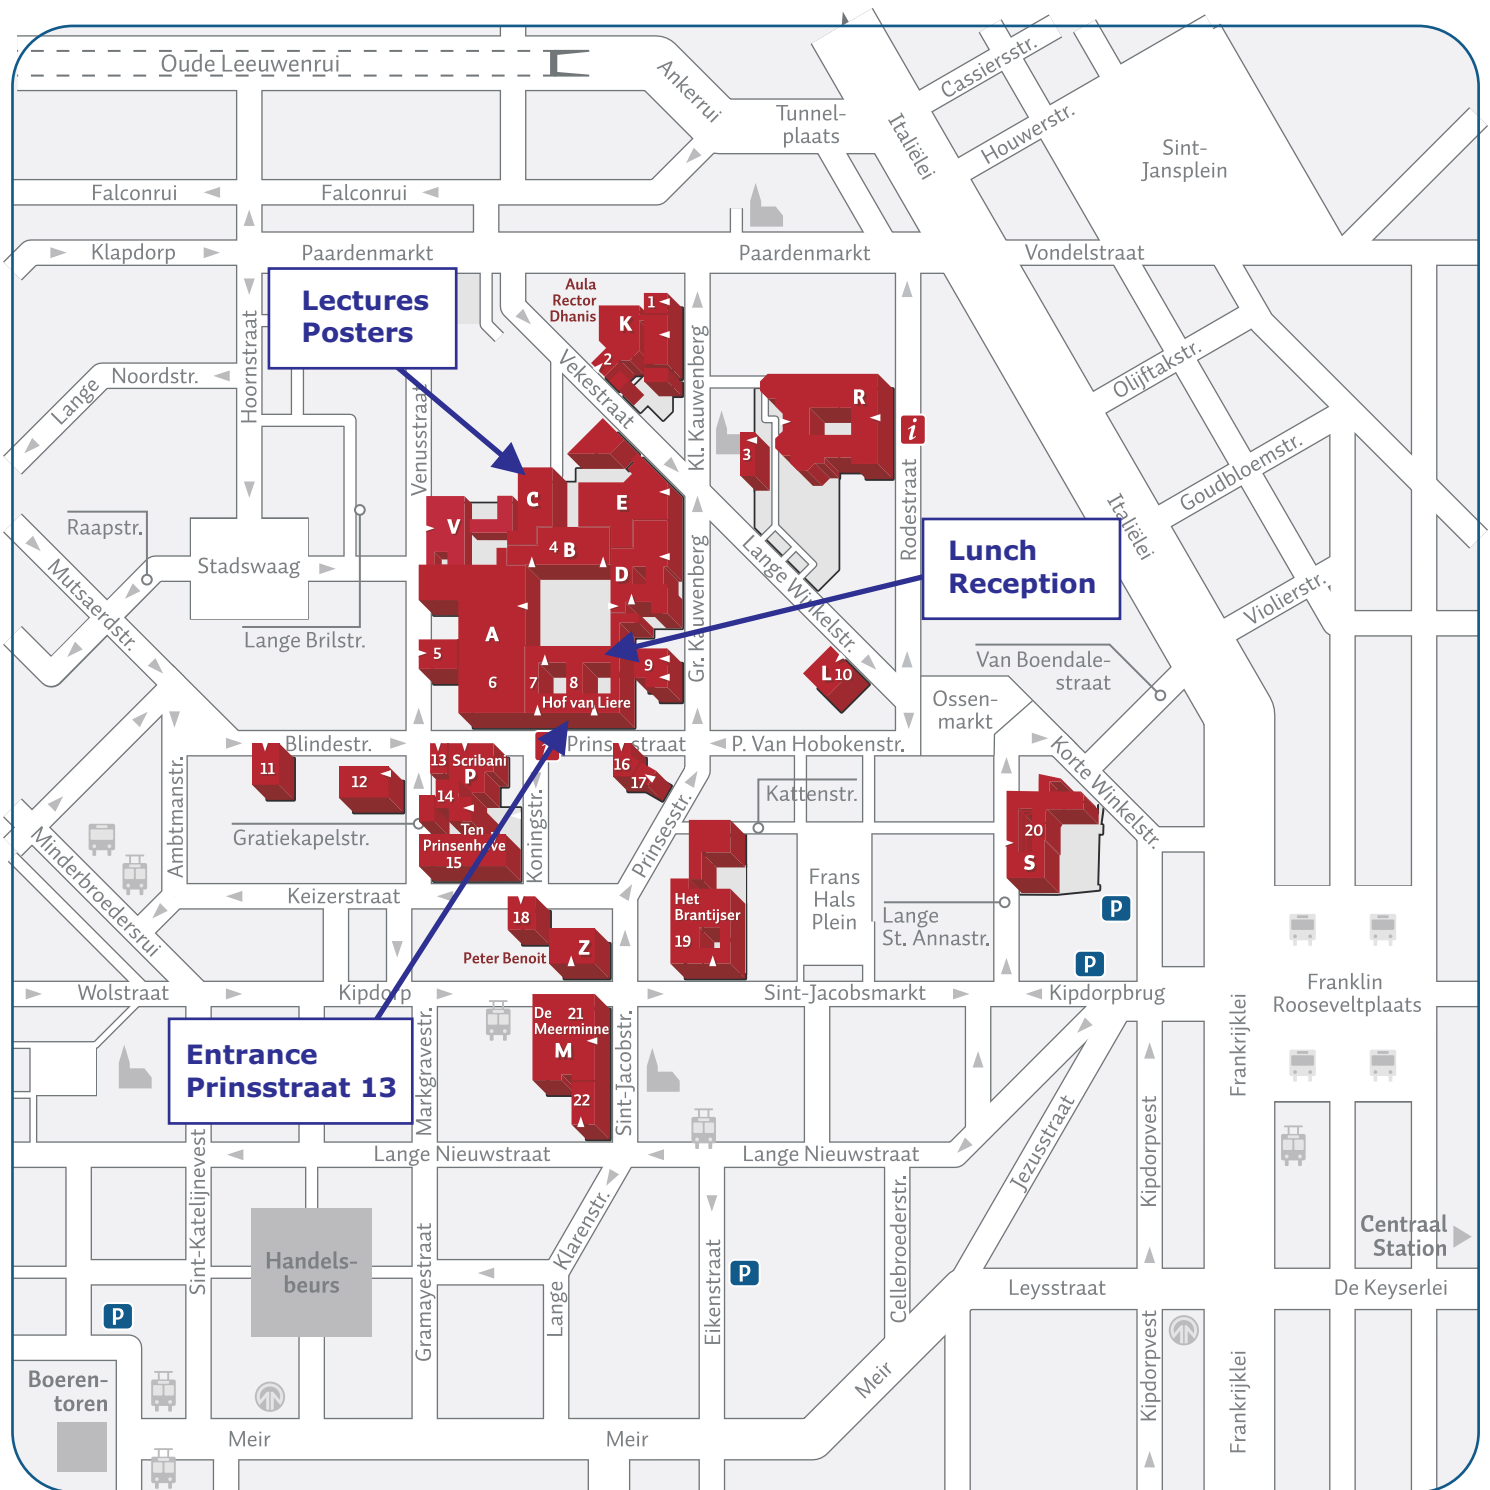 Oude Leeuwenrui
Ankerrui
Tunnel-
plaats
Italiëlei
Cassiersstr.
Houwerstr.
Sint-
Jansplein
Falconrui
Falconrui
Klapdorp
Paardenmarkt
Paardenmarkt
Vondelstraat
Lectures
Posters
Aula
Rector
Dhanis
K
1
2
Vekestraat
Kl. Kauwenberg
R
3
i
Rodestraat
Olijftakstr.
Goudbloemstr.
Violierstr.
Italiëlei
Hoornstraat
Noordstr.
Lange
Venusstraat
Raapstr.
Stadswaag
Lange Brilstr.
Mutsaerdstr.
C
V
E
4 B
D
A
5
6
7
8
9
Hof van Liere
Gr. Kauwenberg
Lange Winkelstr.
Lunch
Reception
L 10
Van Boendale-
straat
Ossen-
markt
Blindestr.
Prins
straat
P. Van Hobokenstr.
Korte Winkelstr.
11
12
13 Scribani
P
14
Ten
Prinsenhove
15
16
17
Gratiekapelstr.
Kattenstr.
Ambtmanstr.
Minderbroedersrui
Koningstr.
Prinsesstr.
Keizerstraat
20
S
Frans
Hals
Plein
Lange
St. Annastr.
P
P
18
Z
Peter Benoit
Het
Brantijser
19
Wolstraat
Kipdorp
Sint-Jacobsmarkt
Kipdorpbrug
Franklin
Rooseveltplaats
Entrance
Prinsstraat 13
De 21
Meerminne
M
22
Markgravestr.
Sint-Jacobstr.
Frankrijklei
Jezusstraat
Kipdorpvest
Lange Nieuwstraat
Lange Nieuwstraat
Sint-Katelijnevest
Handels-
beurs
Gramayestraat
Lange Klarenstr.
Eikenstraat
P
Cellebroederstr.
Leysstraat
Centraal
Station
De Keyserlei
P
Boeren-
toren
Meir
Meir
Meir
Kipdorpvest
Frankrijklei